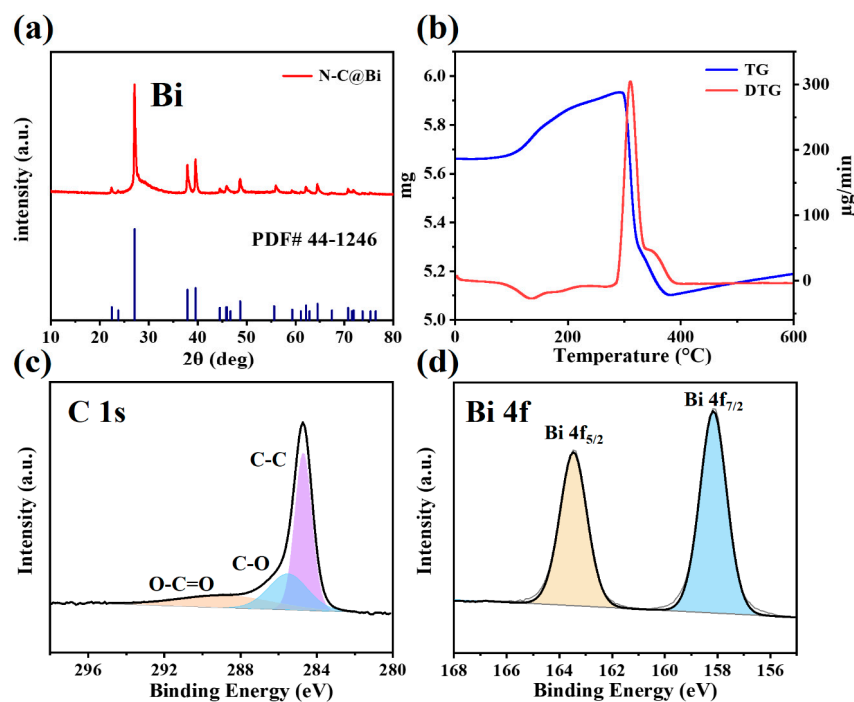 (a)
Bi
N-C@Bi
PDF# 44-1246
intensity (a.u.)
10 20 30 40 50 60 70 80
2θ (deg)
(b)
TG
DTG
6.0
5.8
5.6
5.4
5.2
5.0
mg
300
200
100
0
μg/min
0 200 400 600
Temperature (°C)
(c)
C 1s
C-C
C-O
O-C=O
Intensity (a.u.)
296 292 288 284 280
Binding Energy (eV)
(d)
Bi 4f
Bi 4f5/2
Bi 4f7/2
Intensity (a.u.)
168 166 164 162 160 158 156
Binding Energy (eV)